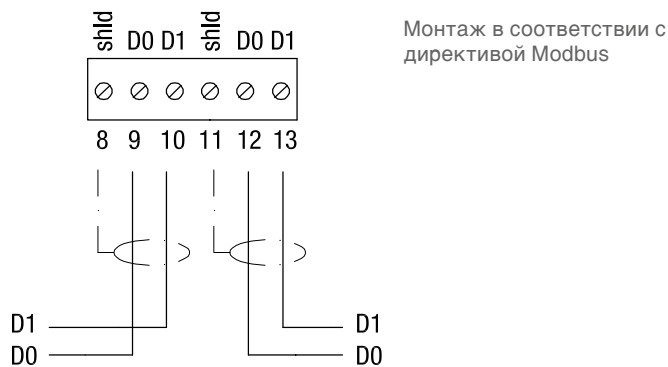 shld D0 D1 shld D0 D1
Монтаж в соответствии с
директивой Modbus
8 9 10 11 12 13
D1 D1
D0 D0